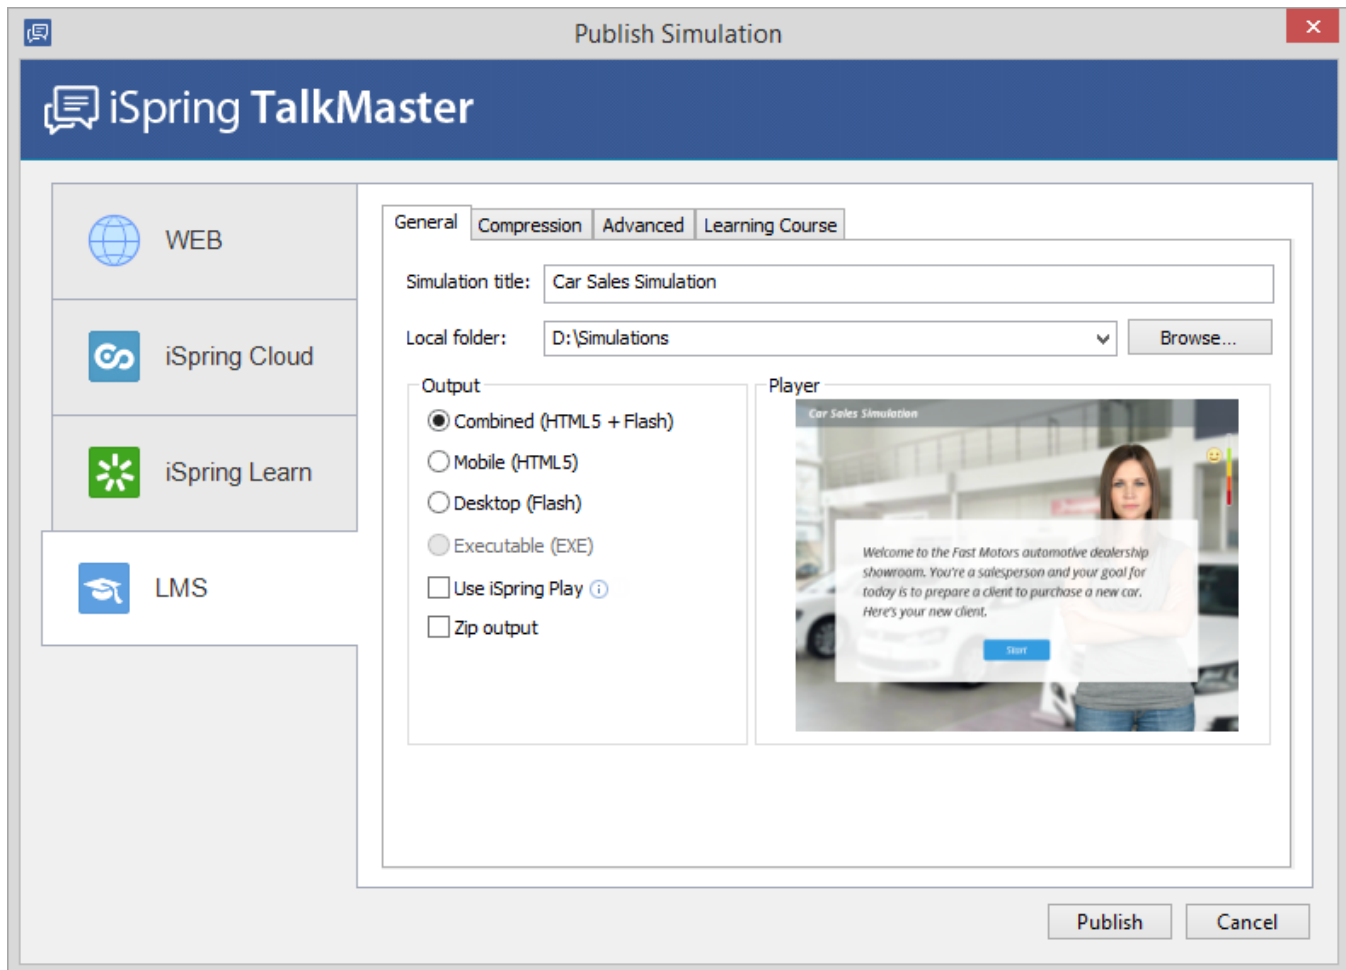 Publish Simulation
iSpring TalkMaster
WEB
iSpring Cloud
iSpring Learn
LMS
General
Compression
Advanced
Learning Course
Simulation title:
Car Sales Simulation
Local folder:
D:\Simulations
Browse...
Output
Combined (HTML5 + Flash)
Mobile (HTML5)
Desktop (Flash)
Executable (EXE)
Use iSpring Play
Zip output
Player
Car Sales Simulation
Welcome to the Fast Motors automotive dealership
showroom. You're a salesperson and your goal for
today is to prepare a client to purchase a new car.
Here's your new client.
Start
Publish
Cancel